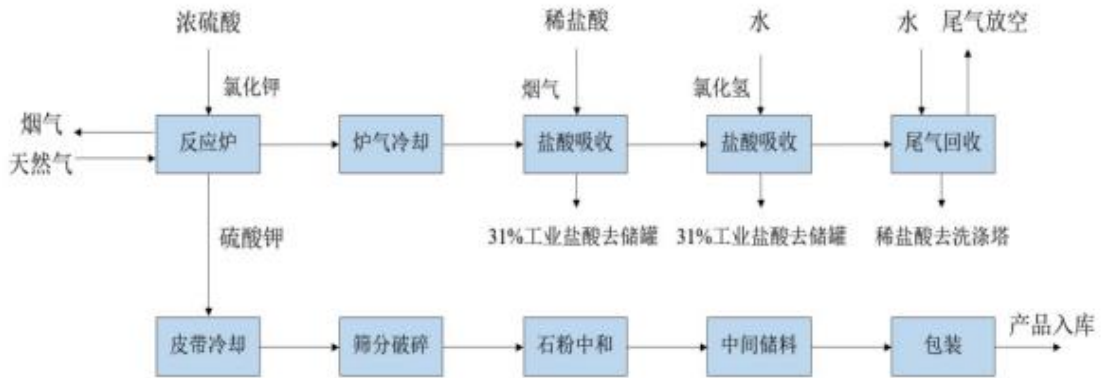 浓硫酸
稀盐酸
水
水
尾气放空
氯化钾
烟气
氯化氢
烟气
天然气
反应炉
炉气冷却
盐酸吸收
盐酸吸收
尾气回收
硫酸钾
31%工业盐酸去储罐
31%工业盐酸去储罐
稀盐酸去洗涤塔
皮带冷却
筛分破碎
石粉中和
中间储料
包装
产品入库